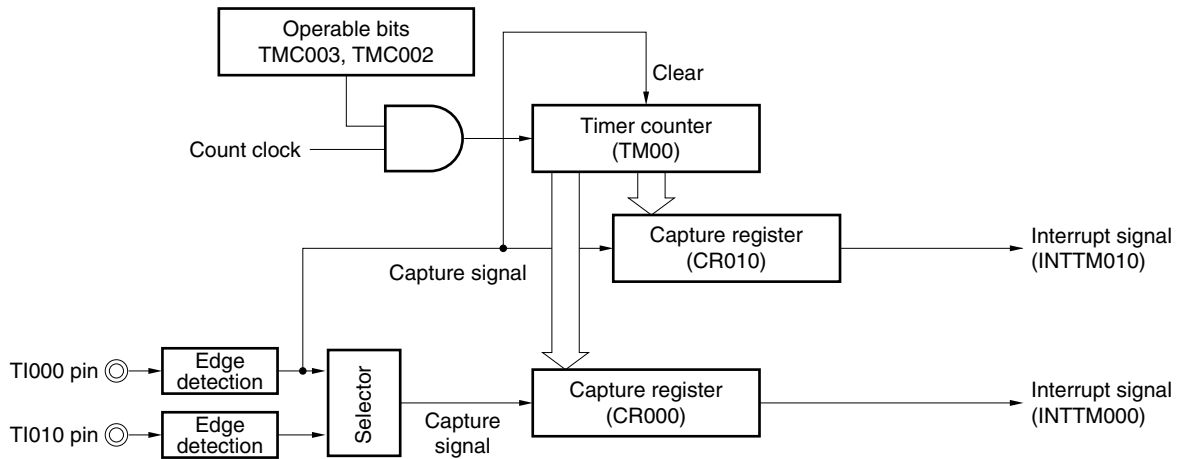 Operable bits
TMC003, TMC002
Clear
Timer counter
(TM00)
Count clock
Capture register
(CR010)
Interrupt signal
(INTTM010)
Capture signal
TI000 pin
Edge
detection
Selector
Capture register
(CR000)
Interrupt signal
(INTTM000)
TI010 pin
Edge
detection
Capture
signal